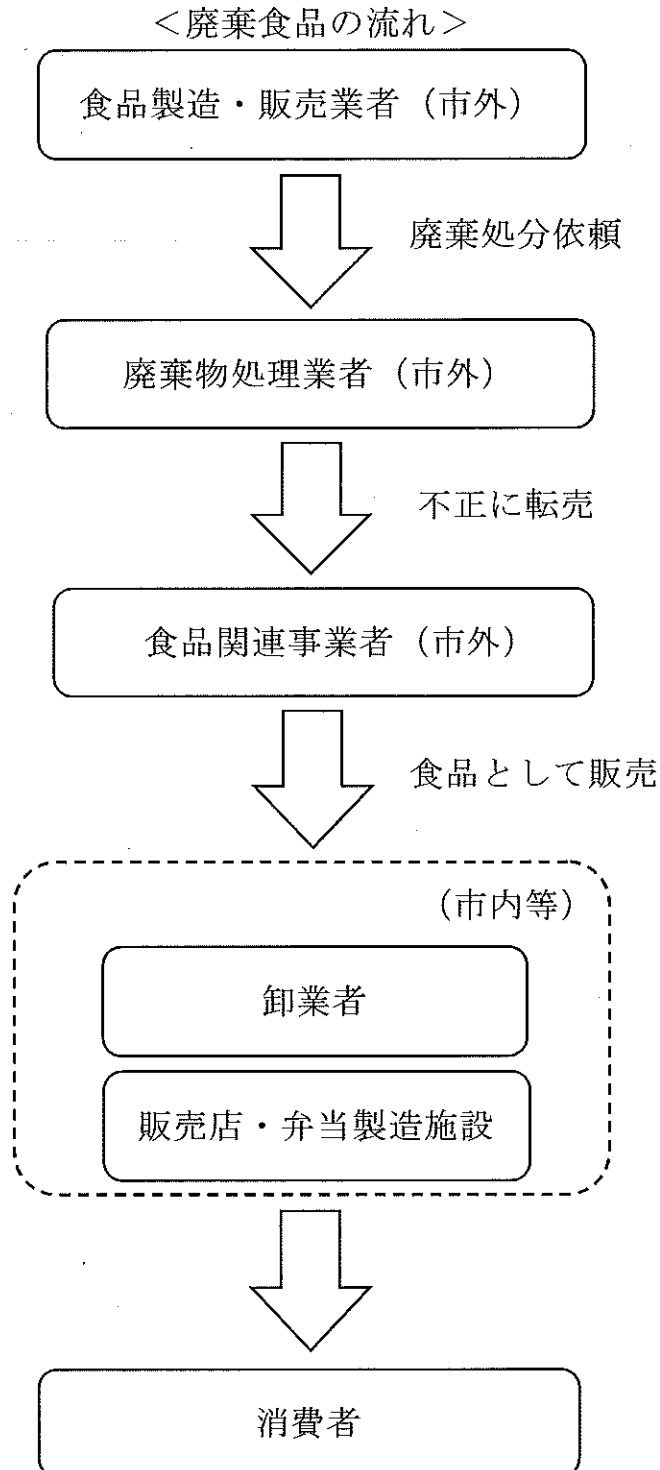 ＜廃棄食品の流れ＞
食品製造・販売業者（市外）
廃棄処分依頼
廃棄物処理業者（市外）
不正に転売
食品関連事業者（市外）
食品として販売
（市内等）
卸業者
販売店・弁当製造施設
消費者